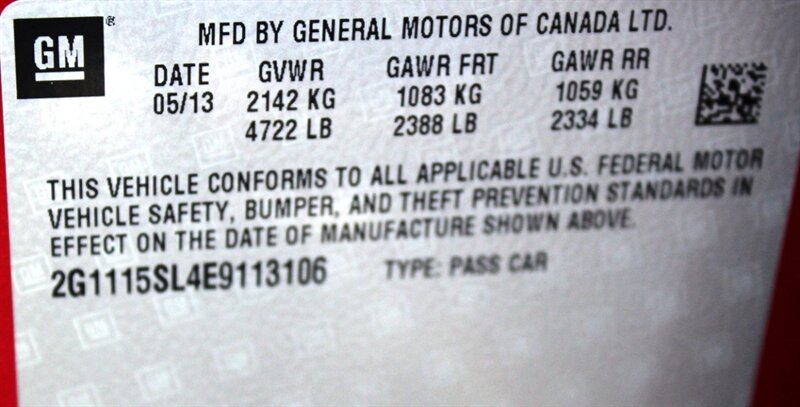 GM ®
MFD BY GENERAL MOTORS OF CANADA LTD.
DATE GVWR GAWR FRT GAWR RR
05/13 2142 KG 1083 KG 1059 KG
4722 LB 2388 LB 2334 LB
THIS VEHICLE CONFORMS TO ALL APPLICABLE U.S. FEDERAL MOTOR
VEHICLE SAFETY, BUMPER, AND THEFT PREVENTION STANDARDS IN
EFFECT ON THE DATE OF MANUFACTURE SHOWN ABOVE.
2G1115SL4E9113106 TYPE: PASS CAR